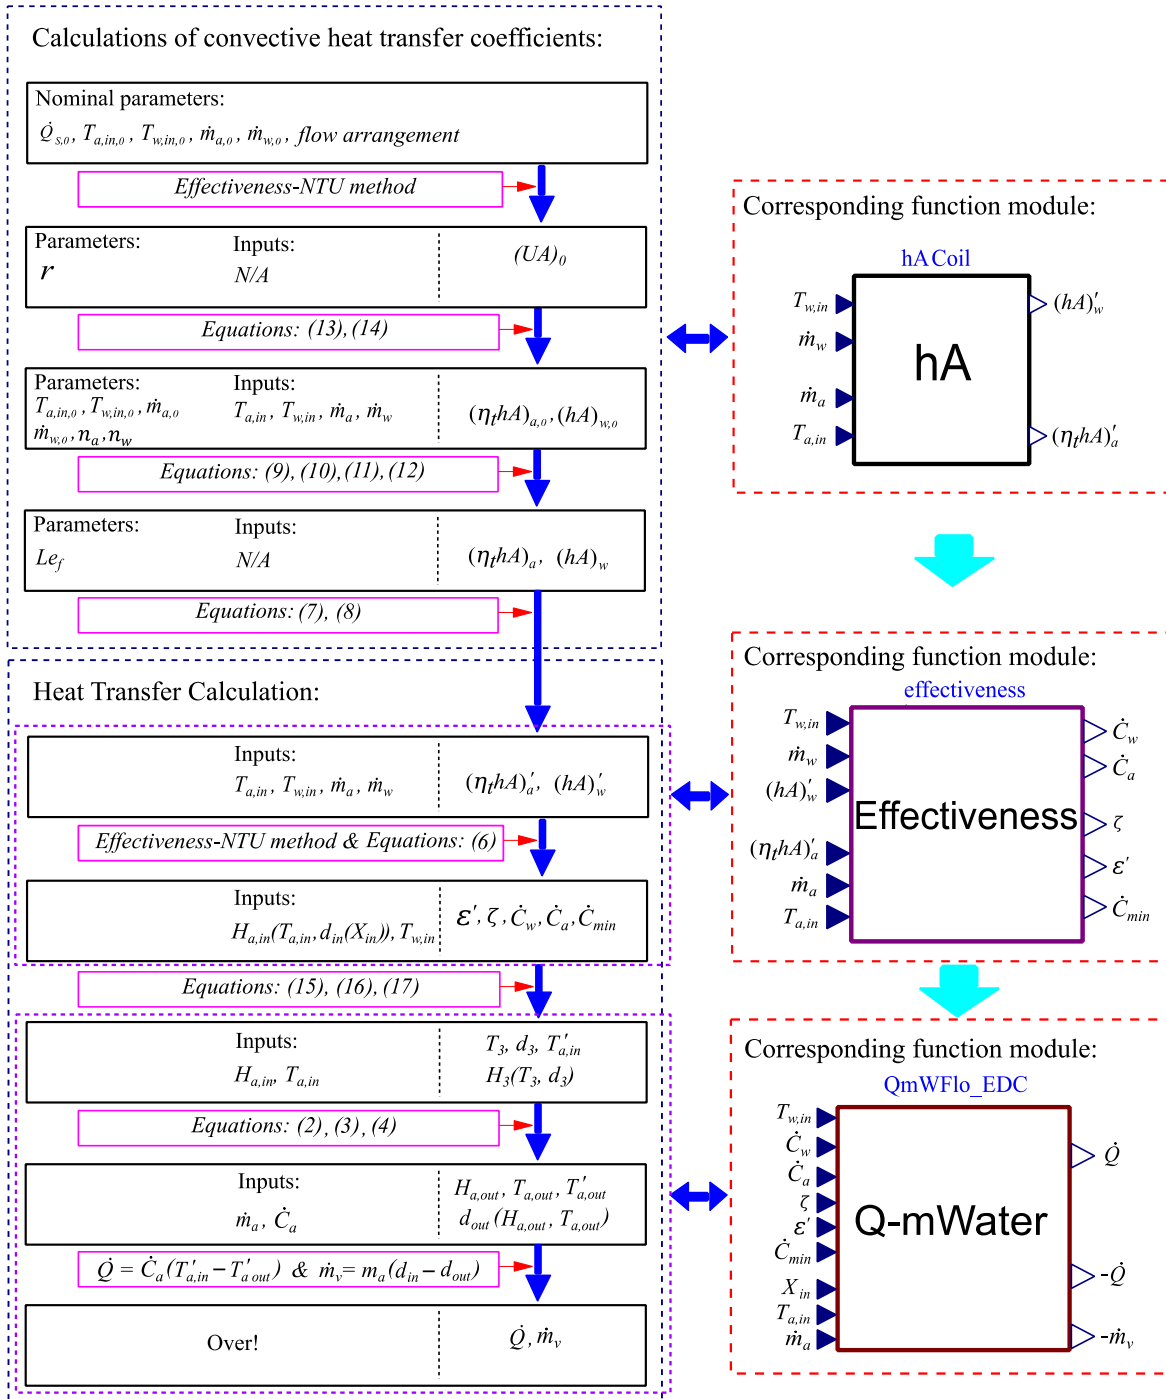 Calculations of convective heat transfer coefficients:
Nominal parameters:
Q̇s,0, Ta,in,0, Tw,in,0, ṁa,0, ṁw,0, flow arrangement
Effectiveness-NTU method
Parameters: Inputs:
r N/A (UA)0
Equations: (13), (14)
Parameters: Inputs:
Ta,in,0, Tw,in,0, ṁa,0 Ta,in, Tw,in, ṁa, ṁw (ηthA)a,0, (hA)w,0
ṁw,0, na, nw
Equations: (9), (10), (11), (12)
Parameters: Inputs:
Lef N/A (ηthA)a, (hA)w
Equations: (7), (8)
Heat Transfer Calculation:
Inputs:
Ta,in, Tw,in, ṁa, ṁw (ηthA)′a, (hA)′w
Effectiveness-NTU method & Equations: (6)
Inputs:
Ha,in(Ta,in, din(Xin)), Tw,in ε′, ζ, Ċw, Ċa, Ċmin
Equations: (15), (16), (17)
Inputs: T3, d3, T′a,in
Ha,in, Ta,in H3(T3, d3)
Equations: (2), (3), (4)
Inputs: Ha,out, Ta,out, T′a,out
ṁa, Ċa dout(Ha,out, Ta,out)
Q̇ = Ċa(T′a,in − T′a out) & ṁv = ma(din − dout)
Over! Q̇, ṁv
Corresponding function module:
hA Coil
Tw,in
ṁw
ṁa
Ta,in
hA
(hA)′w
(ηthA)′a
Corresponding function module:
effectiveness
Tw,in
ṁw
(hA)′w
(ηthA)′a
ṁa
Ta,in
Effectiveness
Ċw
Ċa
ζ
ε′
Ċmin
Corresponding function module:
QmWFlo_EDC
Tw,in
Ċw
Ċa
ζ
ε′
Ċmin
Xin
Ta,in
ṁa
Q-mWater
Q̇
-Q̇
-ṁv